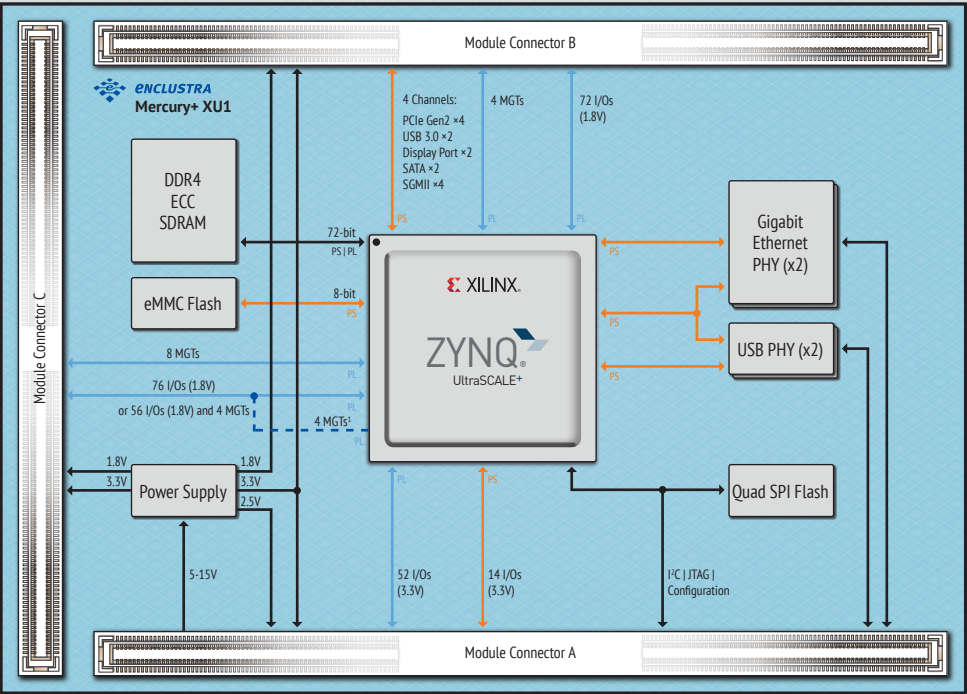 Module Connector B
ENCLUSTRA
Mercury+ XU1
4 Channels:
PCIe Gen2 ×4
USB 3.0 ×2
Display Port ×2
SATA ×2
SGMII ×4
PS
4 MGTs
PL
72 I/Os
(1.8V)
PL
DDR4
ECC
SDRAM
72-bit
PS | PL
eMMC Flash
8-bit
PS
XILINX.
ZYNQ®
UltraSCALE+
PS
PS
PS
Gigabit
Ethernet
PHY (x2)
USB PHY (x2)
Module Connector C
8 MGTs
PL
76 I/Os (1.8V)
PL
or 56 I/Os (1.8V) and 4 MGTs
4 MGTs¹
PL
1.8V
3.3V
Power Supply
1.8V
3.3V
2.5V
5-15V
PL
52 I/Os
(3.3V)
PS
14 I/Os
(3.3V)
Quad SPI Flash
I²C | JTAG |
Configuration
Module Connector A